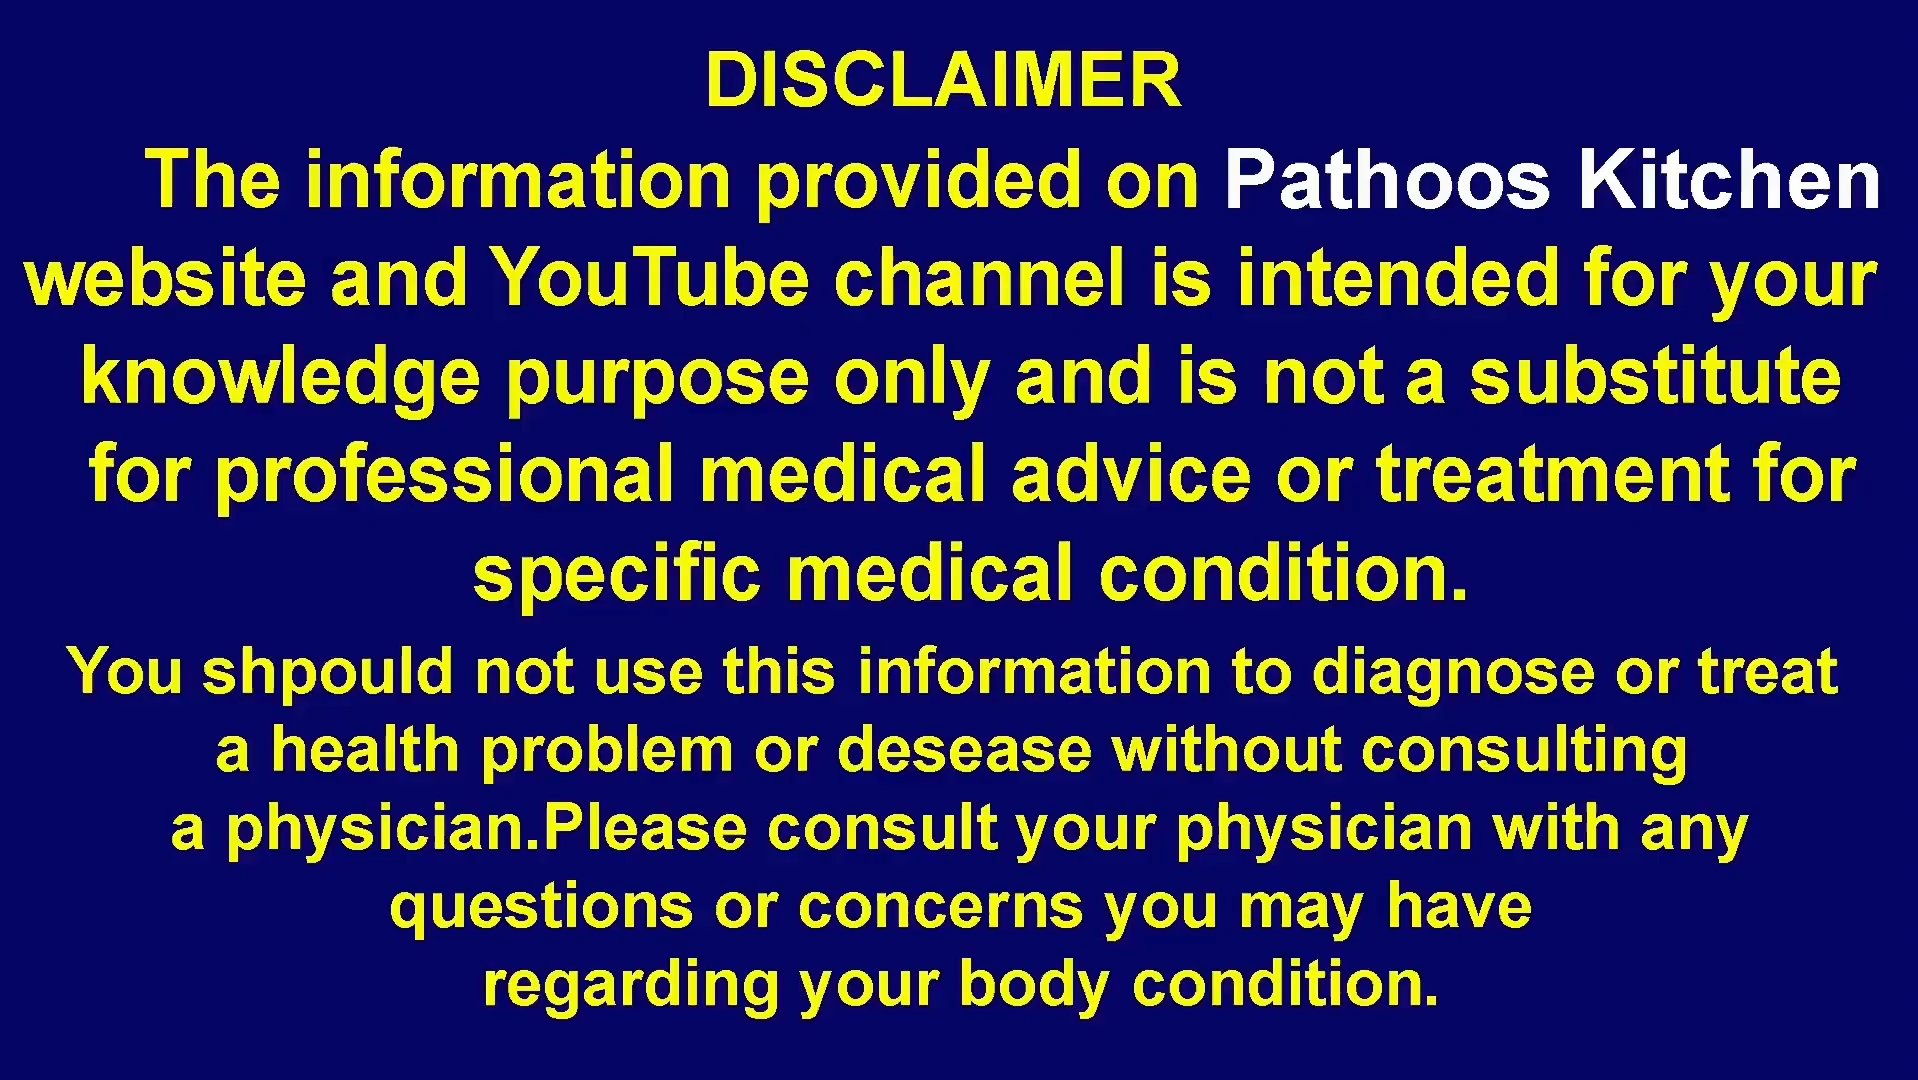 DISCLAIMER
The information provided on Pathoos Kitchen
website and YouTube channel is intended for your
knowledge purpose only and is not a substitute
for professional medical advice or treatment for
specific medical condition.
You shpould not use this information to diagnose or treat
a health problem or desease without consulting
a physician.Please consult your physician with any
questions or concerns you may have
regarding your body condition.